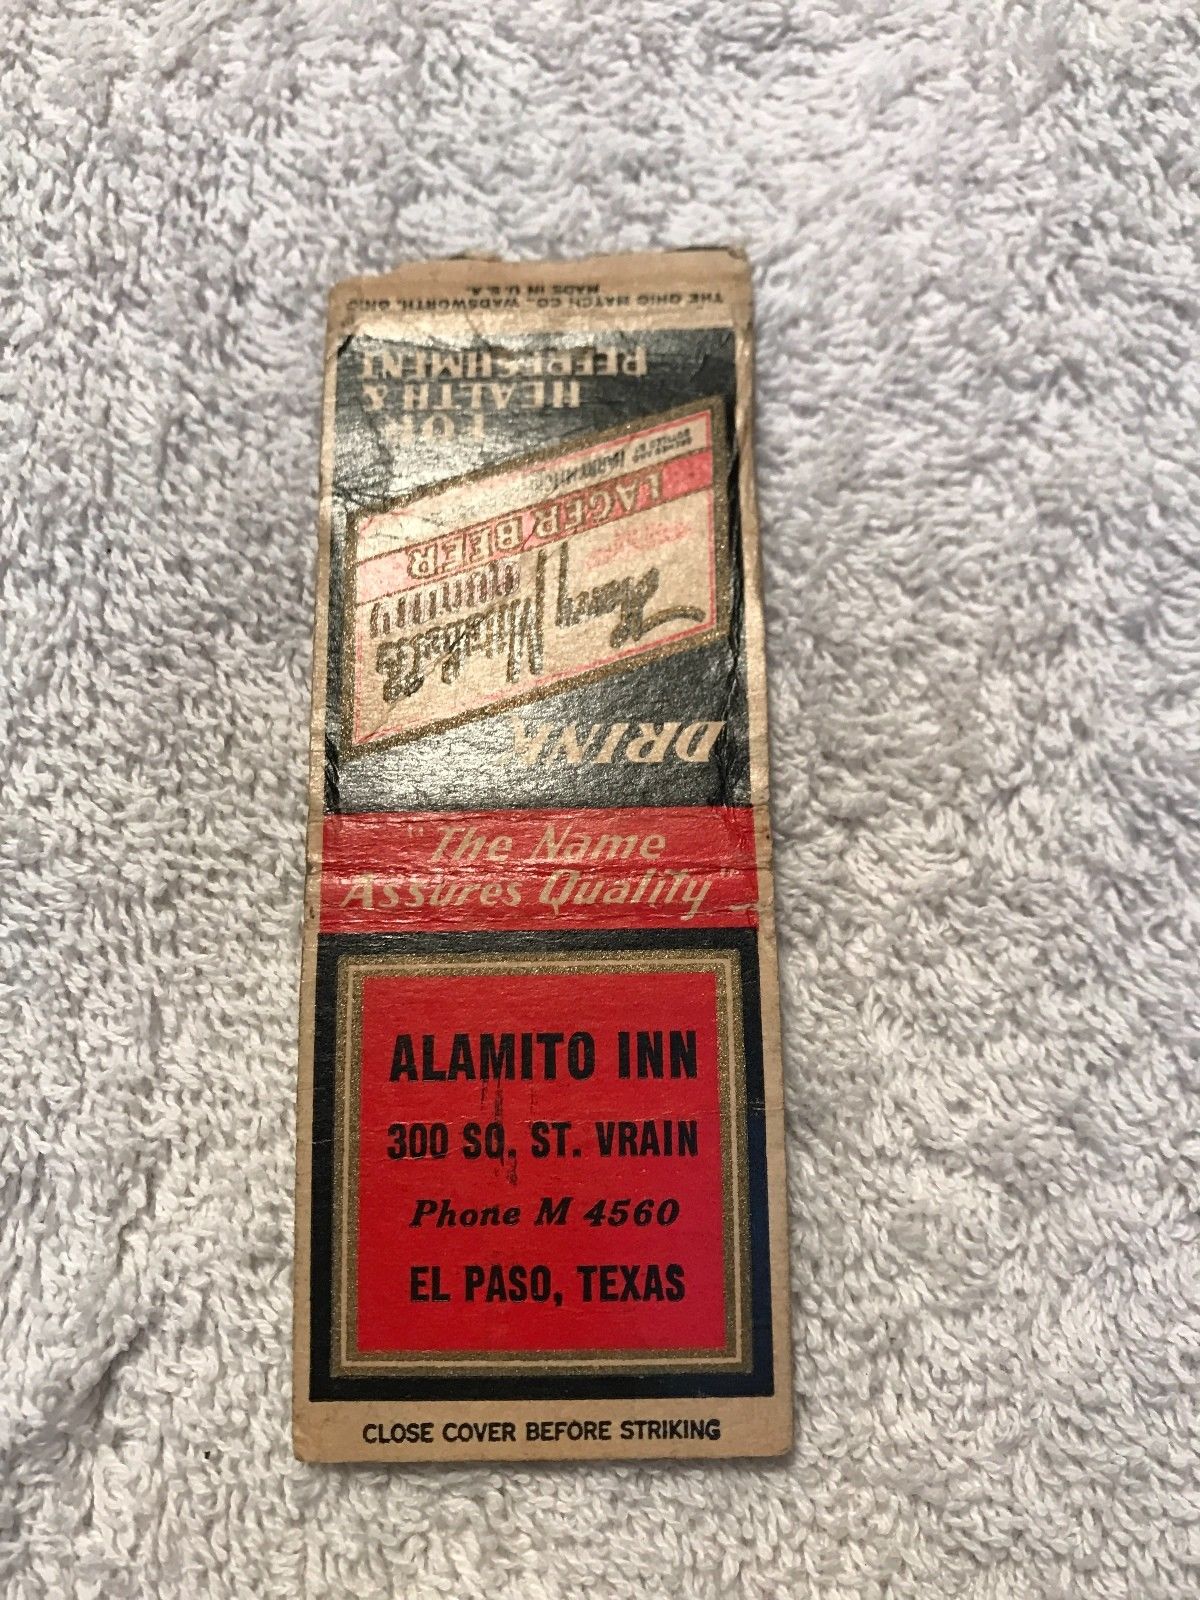 THE OHIO MATCH CO., WADSWORTH, OHIO
MADE IN U.S.A.
DRINK
Harry Mitchell's
Quality
LAGER BEER
FOR
HEALTH &
REFRESHMENT
"The Name
Assures Quality"
ALAMITO INN
300 SO. ST. VRAIN
Phone M 4560
EL PASO, TEXAS
CLOSE COVER BEFORE STRIKING